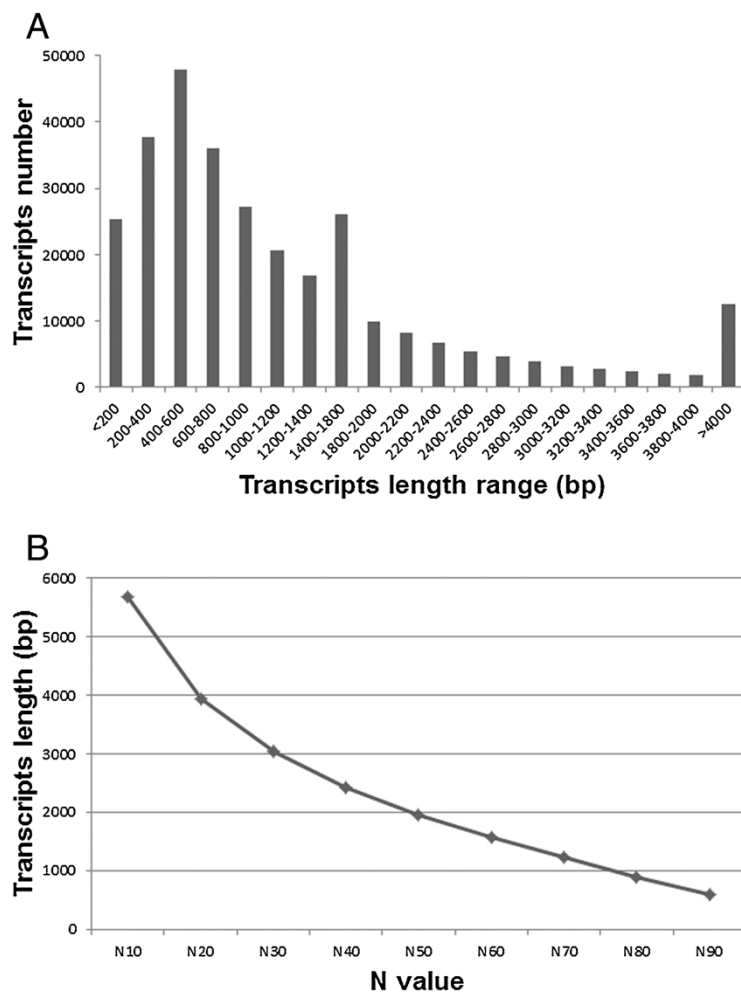 A
Transcripts number
50000
40000
30000
20000
10000
0
<200
200-400
400-600
600-800
800-1000
1000-1200
1200-1400
1400-1800
1800-2000
2000-2200
2200-2400
2400-2600
2600-2800
2800-3000
3000-3200
3200-3400
3400-3600
3600-3800
3800-4000
>4000
Transcripts length range (bp)
B
Transcripts length (bp)
6000
5000
4000
3000
2000
1000
0
N10
N20
N30
N40
N50
N60
N70
N80
N90
N value